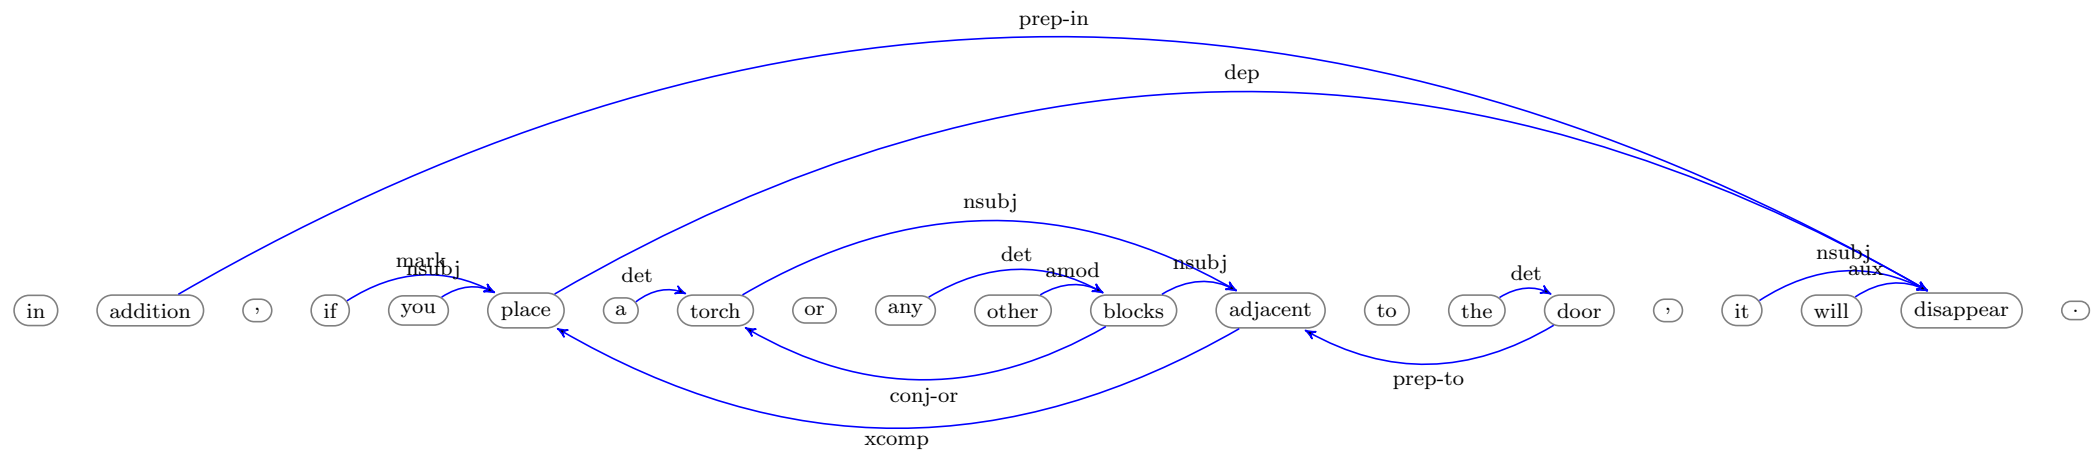 prep-in
dep
nsubj
mark
nsubj
det
det
amod
nsubj
det
nsubj
aux
in addition , if you place a torch or any other blocks adjacent to the door , it will disappear .
conj-or
prep-to
xcomp